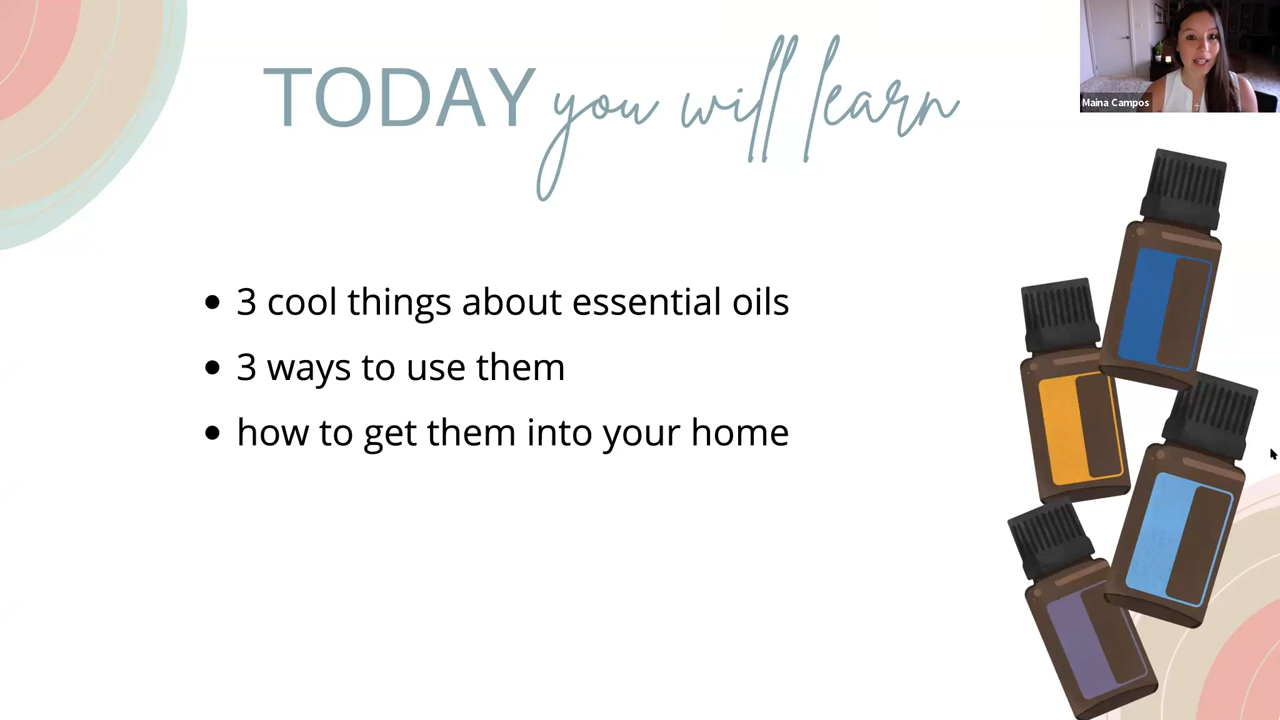 TODAY you will learn
Maina Campos
• 3 cool things about essential oils
• 3 ways to use them
• how to get them into your home